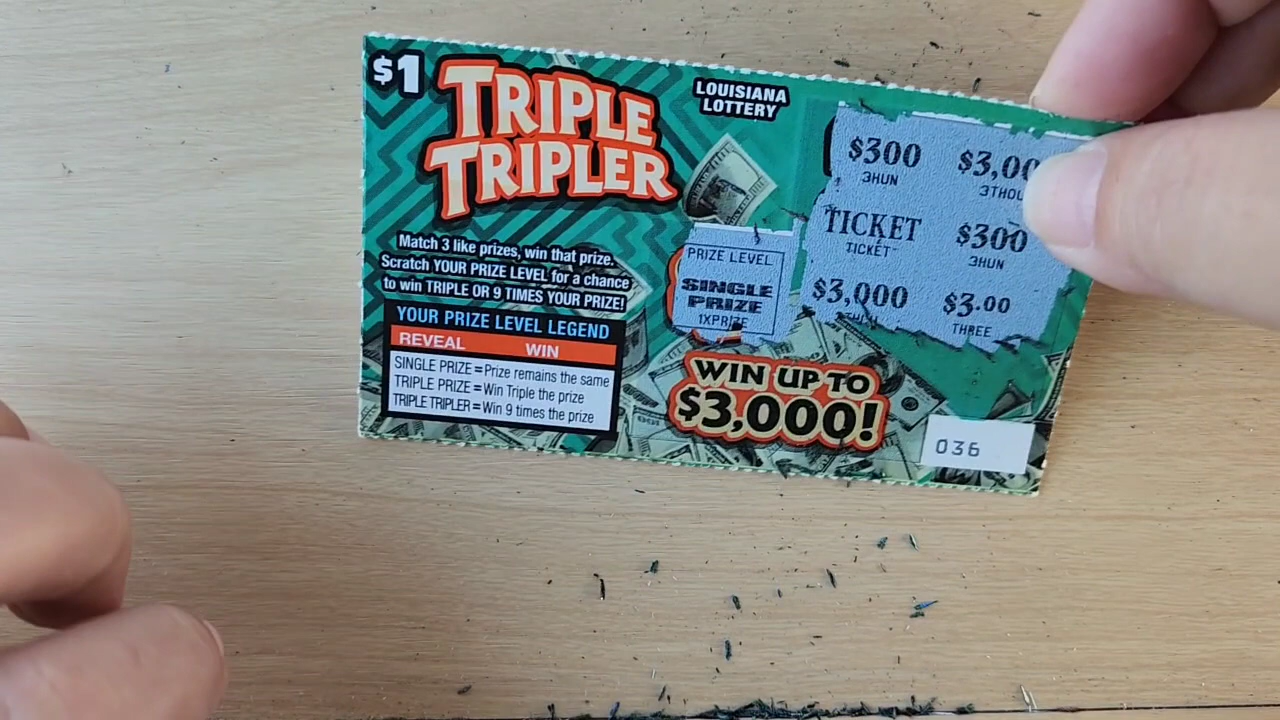 $1
TRIPLE
TRIPLER
LOUISIANA
LOTTERY
Match 3 like prizes, win that prize.
Scratch YOUR PRIZE LEVEL for a chance
to win TRIPLE OR 9 TIMES YOUR PRIZE!
YOUR PRIZE LEVEL LEGEND
REVEAL WIN
SINGLE PRIZE = Prize remains the same
TRIPLE PRIZE = Win Triple the prize
TRIPLE TRIPLER = Win 9 times the prize
PRIZE LEVEL
SINGLE
PRIZE
1XPRIZE
$300 $3,00
3HUN 3THOU
TICKET $300
TICKET 3HUN
$3,000 $3.00
THREE
WIN UP TO
$3,000!
036